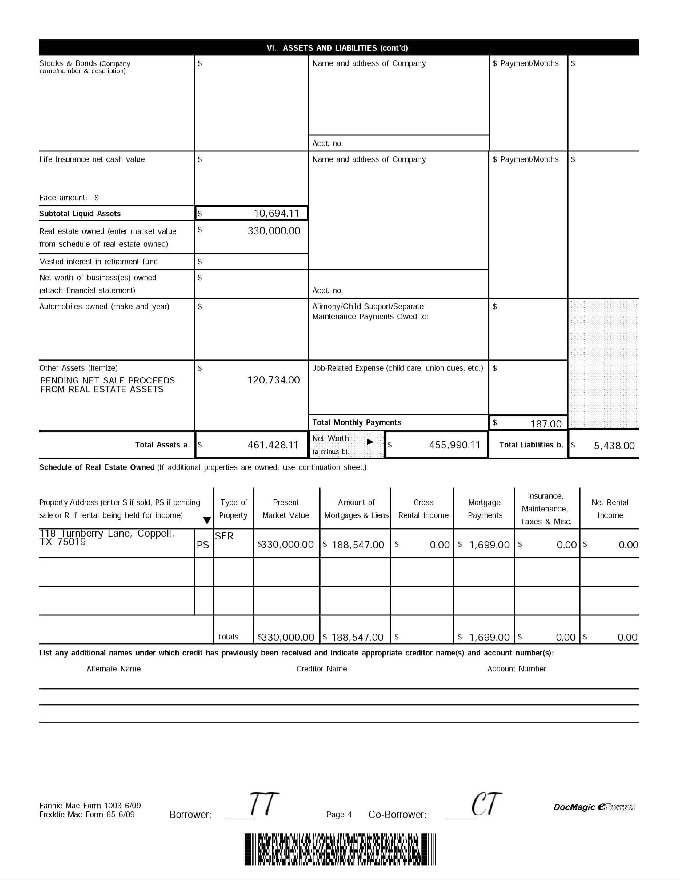 VI. ASSETS AND LIABILITIES (cont'd)
Stocks & Bonds (Company
name/number & description)
$
Name and address of Company
$ Payment/Months
$
Acct. no.
Life Insurance net cash value
$
Name and address of Company
$ Payment/Months
$
Face amount: $
Subtotal Liquid Assets
$ 10,694.11
Real estate owned (enter market value
from schedule of real estate owned)
$ 330,000.00
Vested interest in retirement fund
$
Net worth of business(es) owned
(attach financial statement)
$
Acct. no.
Automobiles owned (make and year)
$
Alimony/Child Support/Separate
Maintenance Payments Owed to:
$
Other Assets (itemize)
PENDING NET SALE PROCEEDS
FROM REAL ESTATE ASSETS
$ 120,734.00
Job-Related Expense (child care, union dues, etc.)
$
Total Monthly Payments
$ 187.00
Total Assets a.
$ 461,428.11
Net Worth
(a minus b)
$ 455,990.11
Total Liabilities b.
$ 5,438.00
Schedule of Real Estate Owned (If additional properties are owned, use continuation sheet.)
Property Address (enter S if sold, PS if pending
sale or R if rental being held for income)
Type of
Property
Present
Market Value
Amount of
Mortgages & Liens
Gross
Rental Income
Mortgage
Payments
Insurance,
Maintenance,
Taxes & Misc.
Net Rental
Income
118 Turnberry Lane, Coppell,
TX 75019
PS
SFR
$330,000.00
$ 188,547.00
$ 0.00
$ 1,699.00
$ 0.00
$ 0.00
Totals
$330,000.00
$ 188,547.00
$
$ 1,699.00
$ 0.00
$ 0.00
List any additional names under which credit has previously been received and indicate appropriate creditor name(s) and account number(s):
Alternate Name
Creditor Name
Account Number
Fannie Mae Form 1003 6/09
Freddie Mac Form 65 6/09
Borrower: TT
Page 4
Co-Borrower: CT
DocMagic